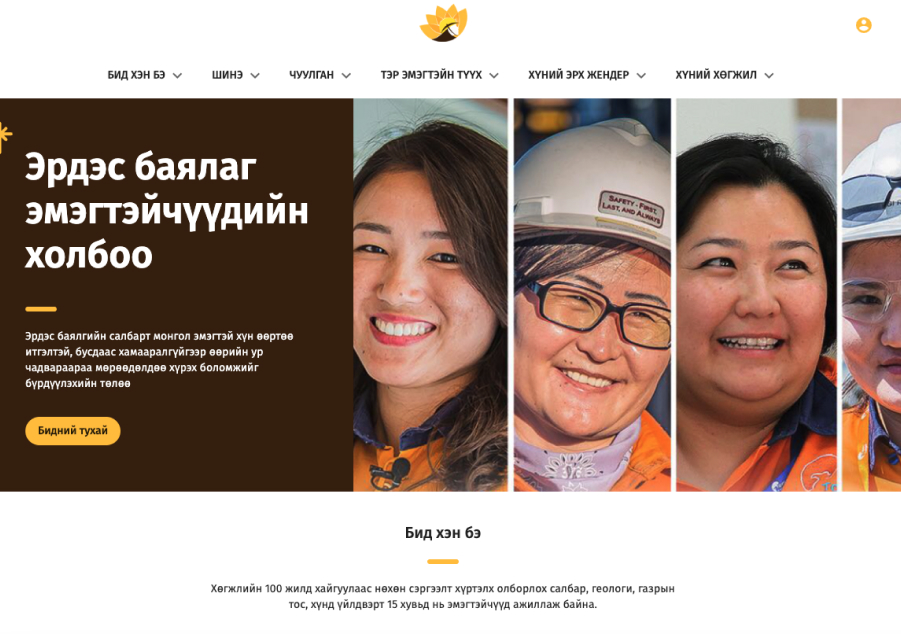 БИД ХЭН БЭ
ШИНЭ
ЧУУЛГАН
ТЭР ЭМЭГТЭЙН ТҮҮХ
ХҮНИЙ ЭРХ ЖЕНДЕР
ХҮНИЙ ХӨГЖИЛ
Эрдэс баялаг
эмэгтэйчүүдийн
холбоо
Эрдэс баялгийн салбарт монгол эмэгтэй хүн өөртөө
итгэлтэй, бусдаас хамааралгүйгээр өөрийн ур
чадвараараа мөрөөдөлдөө хүрэх боломжийг
бүрдүүлэхийн төлөө
Бидний тухай
SAFETY - FIRST,
LAST, AND ALWAYS
Бид хэн бэ
Хөгжлийн 100 жилд хайгуулаас нөхөн сэргээлт хүртэлх олборлох салбар, геологи, газрын
тос, хүнд үйлдвэрт 15 хувьд нь эмэгтэйчүүд ажиллаж байна.